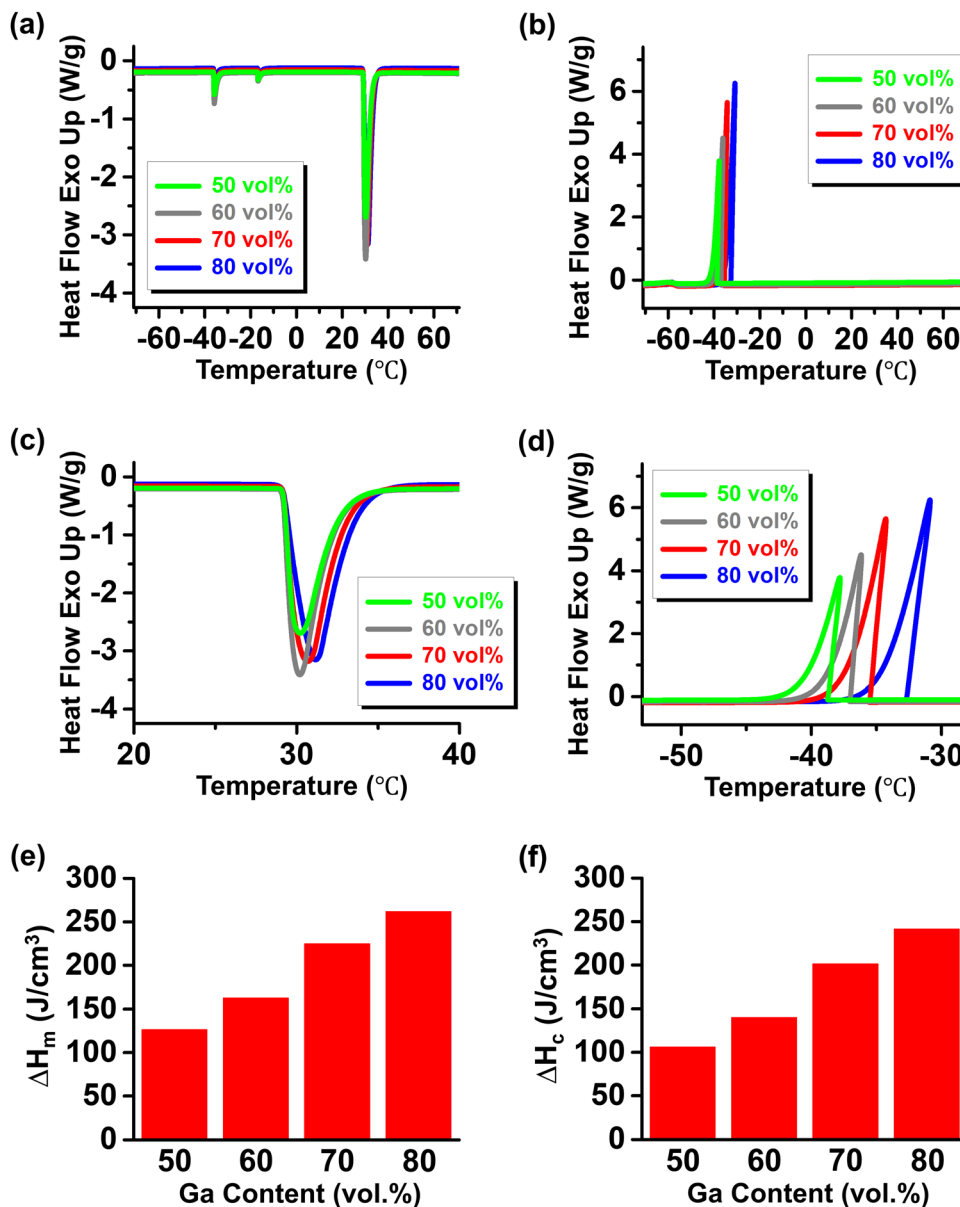 (a)
Heat Flow Exo Up (W/g)
0
-1
-2
-3
-4
50 vol%
60 vol%
70 vol%
80 vol%
-60 -40 -20 0 20 40 60
Temperature (℃)
(b)
Heat Flow Exo Up (W/g)
6
4
2
0
50 vol%
60 vol%
70 vol%
80 vol%
-60 -40 -20 0 20 40 60
Temperature (℃)
(c)
Heat Flow Exo Up (W/g)
0
-1
-2
-3
-4
50 vol%
60 vol%
70 vol%
80 vol%
20 30 40
Temperature (℃)
(d)
Heat Flow Exo Up (W/g)
6
4
2
0
50 vol%
60 vol%
70 vol%
80 vol%
-50 -40 -30
Temperature (℃)
(e)
ΔHm (J/cm³)
300
250
200
150
100
50
0
50 60 70 80
Ga Content (vol.%)
(f)
ΔHc (J/cm³)
300
250
200
150
100
50
0
50 60 70 80
Ga Content (vol.%)